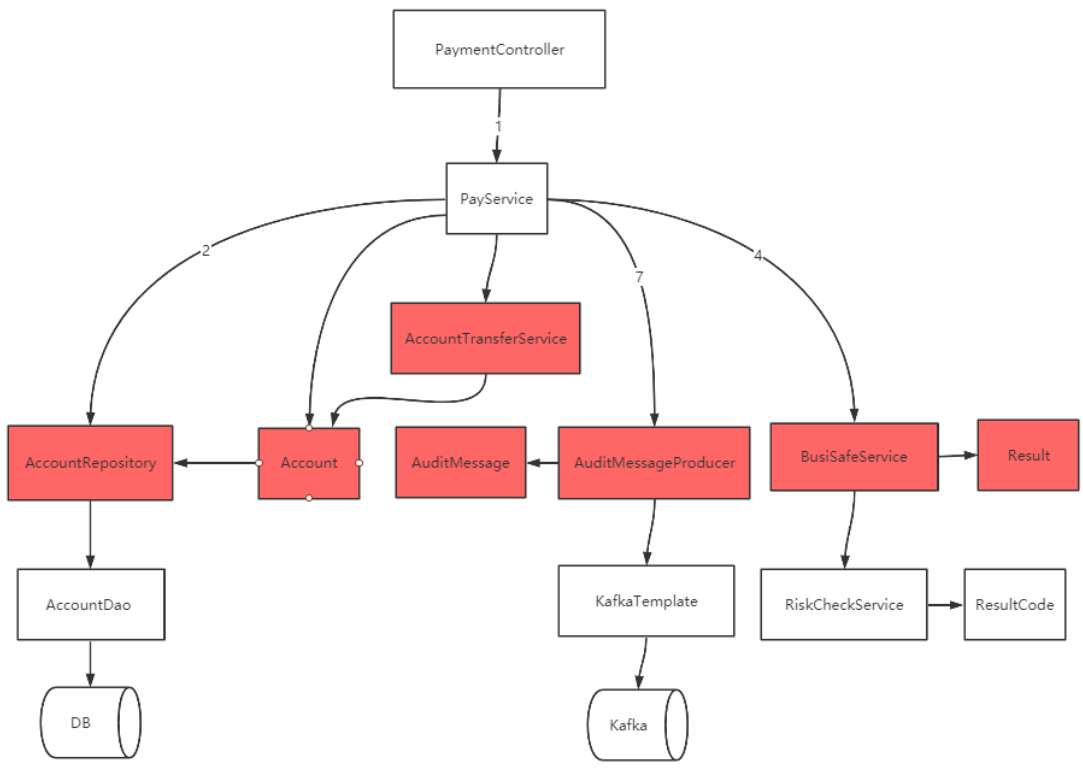 PaymentController
1
PayService
2
4
7
AccountTransferService
AccountRepository
Account
AuditMessage
AuditMessageProducer
BusiSafeService
Result
AccountDao
KafkaTemplate
RiskCheckService
ResultCode
DB
Kafka